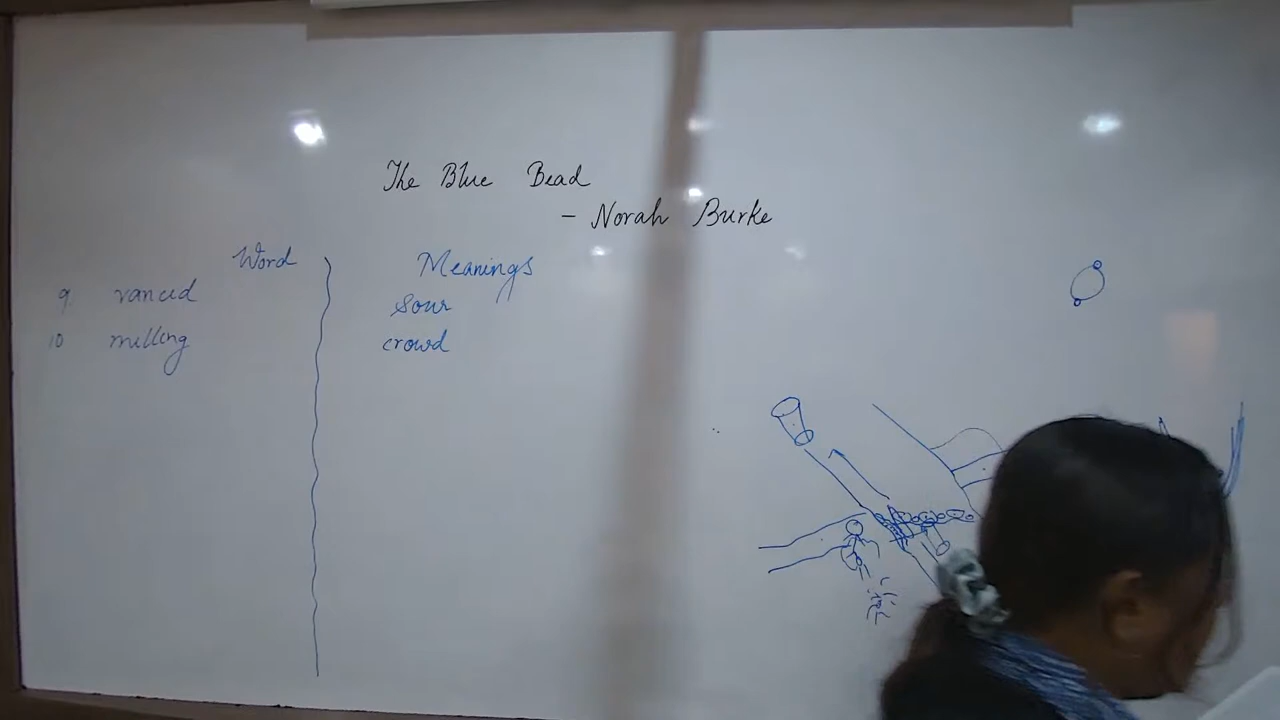 The Blue Bead
- Norah Burke
Word Meanings
9. rancid sour
10 milling crowd